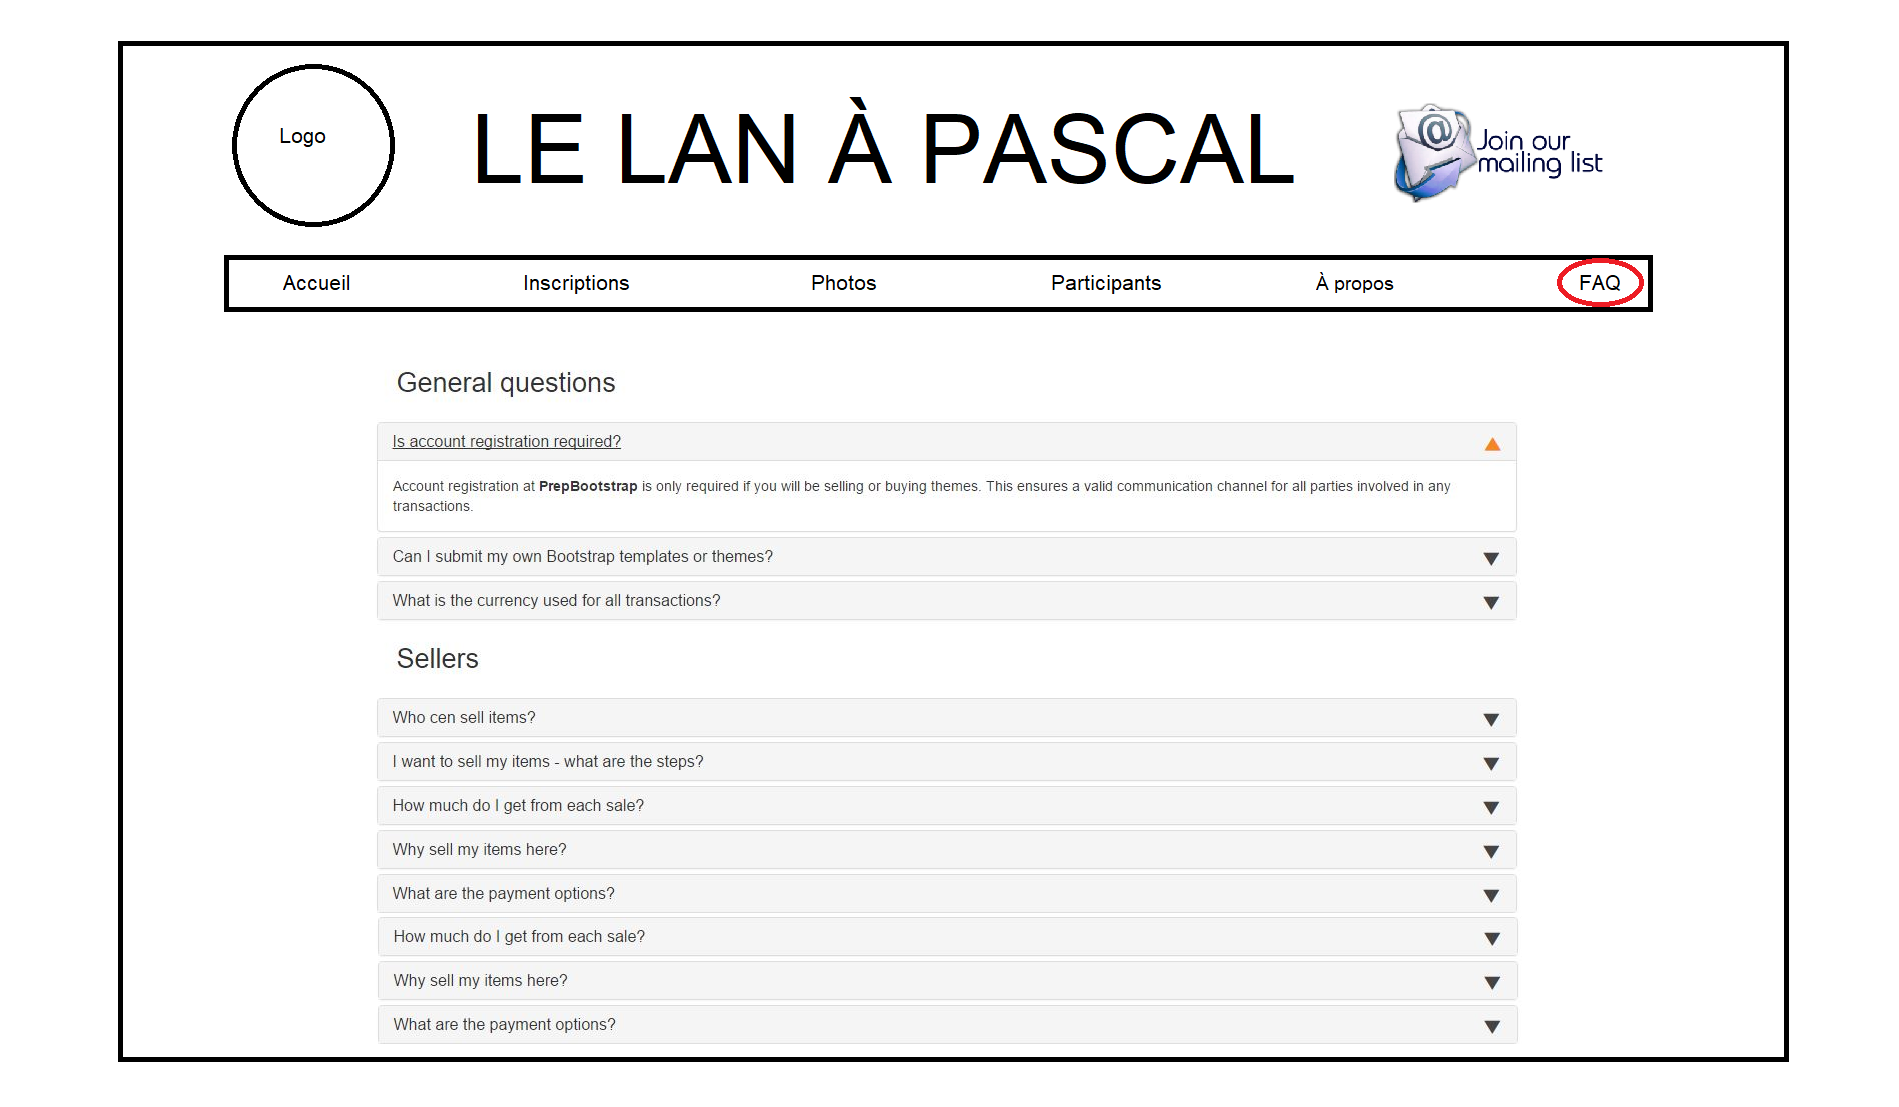 Logo
LE LAN À PASCAL
Join our
mailing list
Accueil
Inscriptions
Photos
Participants
À propos
FAQ
General questions
Is account registration required?
Account registration at PrepBootstrap is only required if you will be selling or buying themes. This ensures a valid communication channel for all parties involved in any
transactions.
Can I submit my own Bootstrap templates or themes?
What is the currency used for all transactions?
Sellers
Who cen sell items?
I want to sell my items - what are the steps?
How much do I get from each sale?
Why sell my items here?
What are the payment options?
How much do I get from each sale?
Why sell my items here?
What are the payment options?